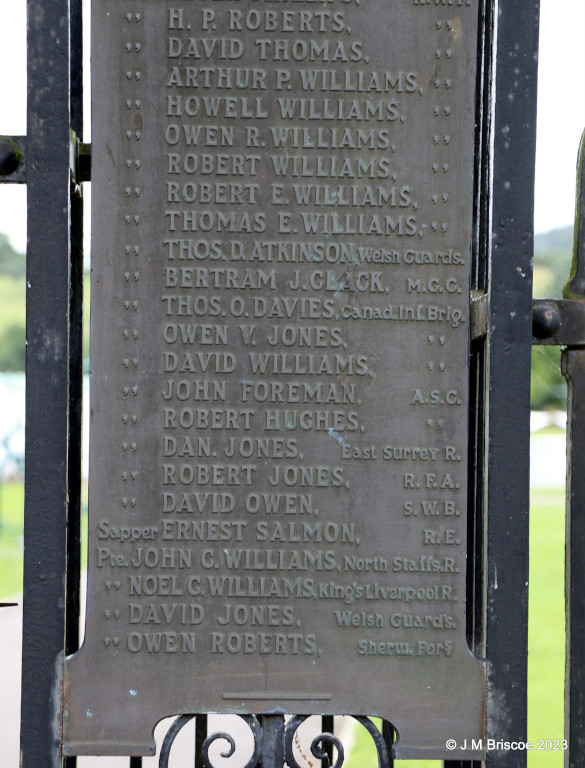 " H. P. ROBERTS, "
" DAVID THOMAS, "
" ARTHUR P. WILLIAMS, "
" HOWELL WILLIAMS, "
" OWEN R. WILLIAMS, "
" ROBERT WILLIAMS, "
" ROBERT E. WILLIAMS, "
" THOMAS E. WILLIAMS, "
" THOS. D. ATKINSON, Welsh Guards.
" BERTRAM J. CLACK, M.G.C.
" THOS. O. DAVIES, Canad. Inf. Brig.
" OWEN V. JONES, "
" DAVID WILLIAMS, "
" JOHN FOREMAN, A.S.C.
" ROBERT HUGHES, "
" DAN. JONES, East Surrey R.
" ROBERT JONES, R.F.A.
" DAVID OWEN, S.W.B.
Sapper ERNEST SALMON, R.E.
Pte. JOHN G. WILLIAMS, North Staffs. R.
" NOEL G. WILLIAMS, King's Liverpool R.
" DAVID JONES, Welsh Guards.
" OWEN ROBERTS, Sherw. Fors
© J M Briscoe 2023